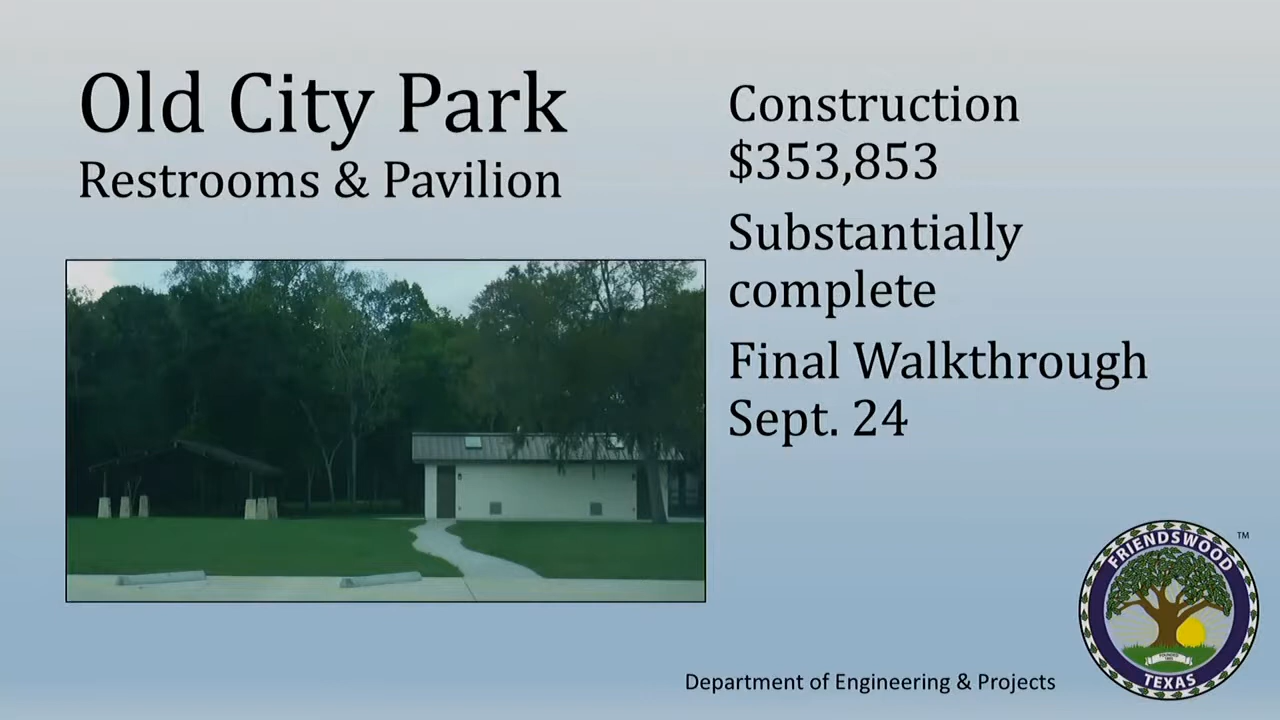 Old City Park
Restrooms & Pavilion
Construction
$353,853
Substantially
complete
Final Walkthrough
Sept. 24
Department of Engineering & Projects
FRIENDSWOOD
TEXAS
TM